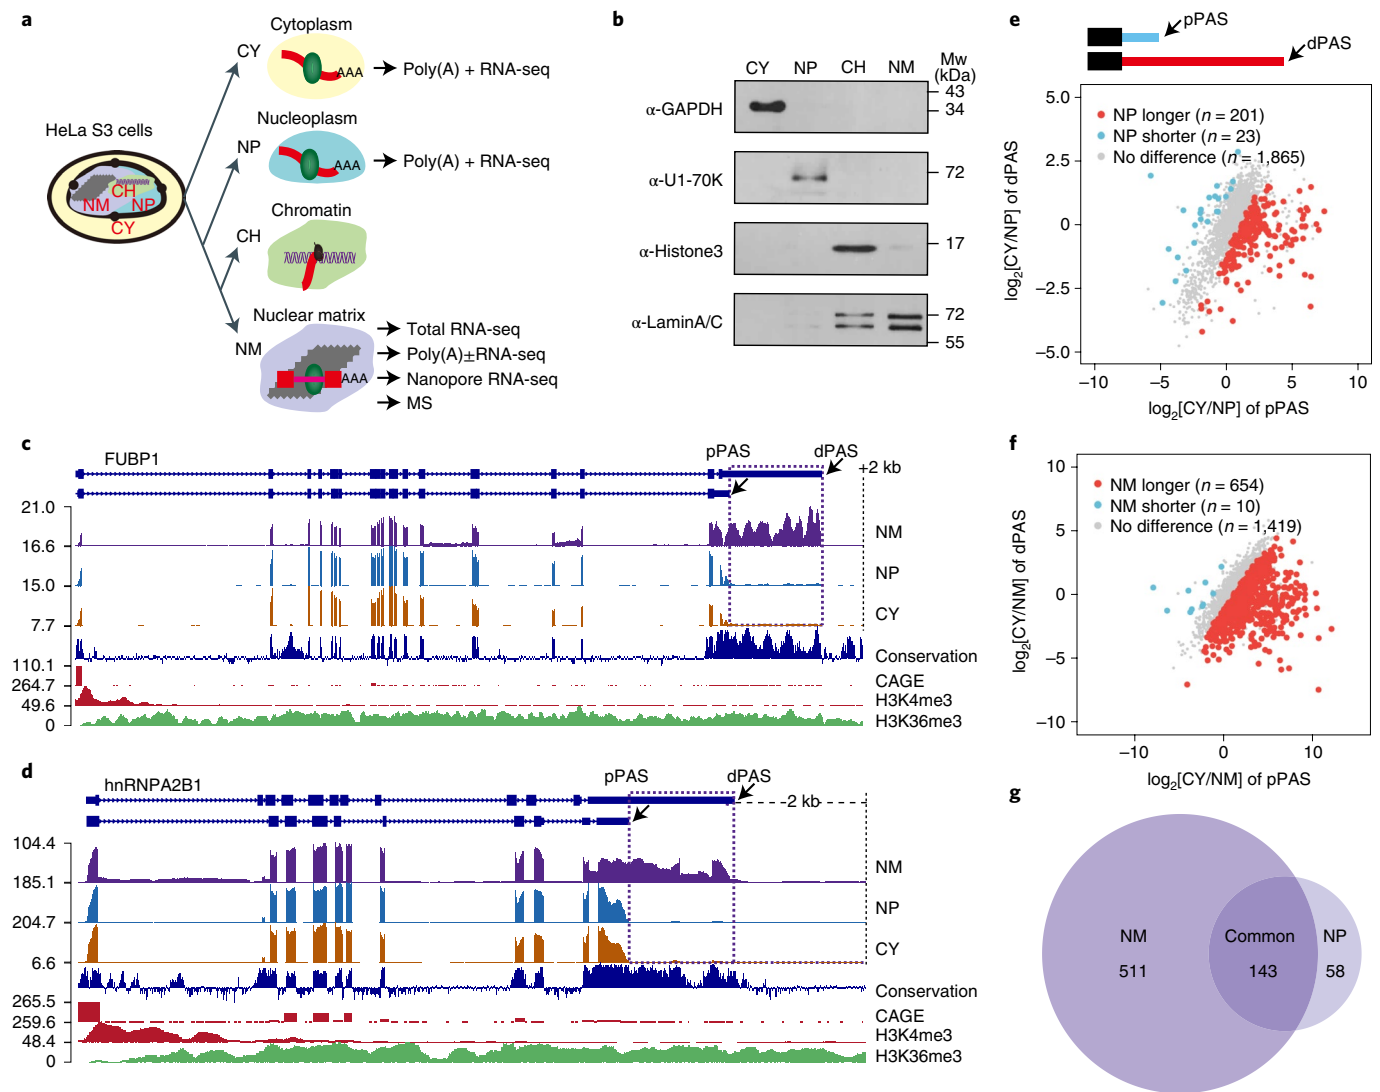 a
Cytoplasm
CY
AAA
Poly(A) + RNA-seq
HeLa S3 cells
Nucleoplasm
NP
AAA
Poly(A) + RNA-seq
CH
NM NP
CY
Chromatin
CH
Nuclear matrix
NM
AAA
Total RNA-seq
Poly(A)±RNA-seq
Nanopore RNA-seq
MS
b
CY NP CH NM
Mw
(kDa)
α-GAPDH
43
34
α-U1-70K
72
α-Histone3
17
α-LaminA/C
72
55
c
FUBP1
pPAS
dPAS
+2 kb
21.0
NM
16.6
NP
15.0
CY
7.7
Conservation
110.1
CAGE
264.7
H3K4me3
49.6
H3K36me3
0
d
hnRNPA2B1
pPAS
dPAS
2 kb
104.4
NM
185.1
NP
204.7
CY
6.6
Conservation
265.5
CAGE
259.6
H3K4me3
48.4
H3K36me3
0
e
pPAS
dPAS
NP longer (n = 201)
NP shorter (n = 23)
No difference (n = 1,865)
5.0
2.5
0
−2.5
−5.0
log2[CY/NP] of dPAS
−10 −5 0 5 10
log2[CY/NP] of pPAS
f
NM longer (n = 654)
NM shorter (n = 10)
No difference (n = 1,419)
10
5
0
−5
−10
log2[CY/NM] of dPAS
−10 0 10
log2[CY/NM] of pPAS
g
NM Common NP
511 143 58